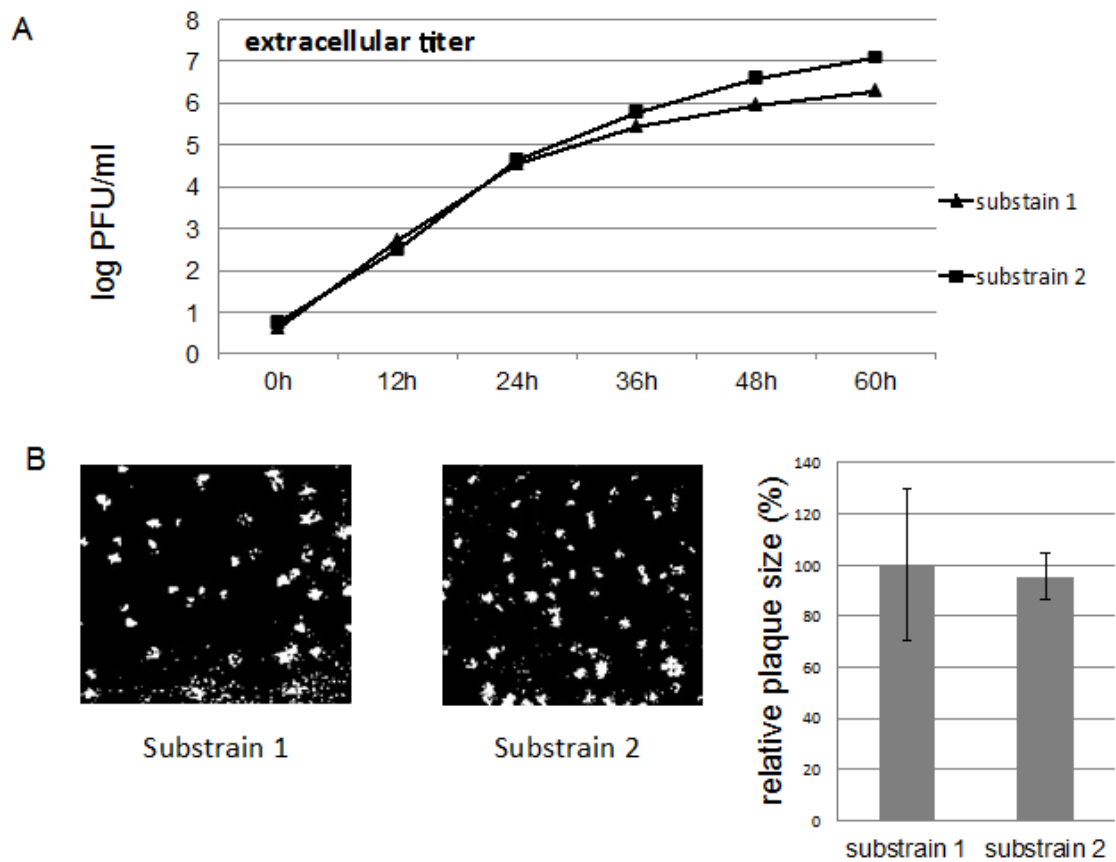 A
extracellular titer
log PFU/ml
8
7
6
5
4
3
2
1
0
0h 12h 24h 36h 48h 60h
substain 1
substrain 2
B
Substrain 1
Substrain 2
relative plaque size (%)
140
120
100
80
60
40
20
0
substrain 1 substrain 2